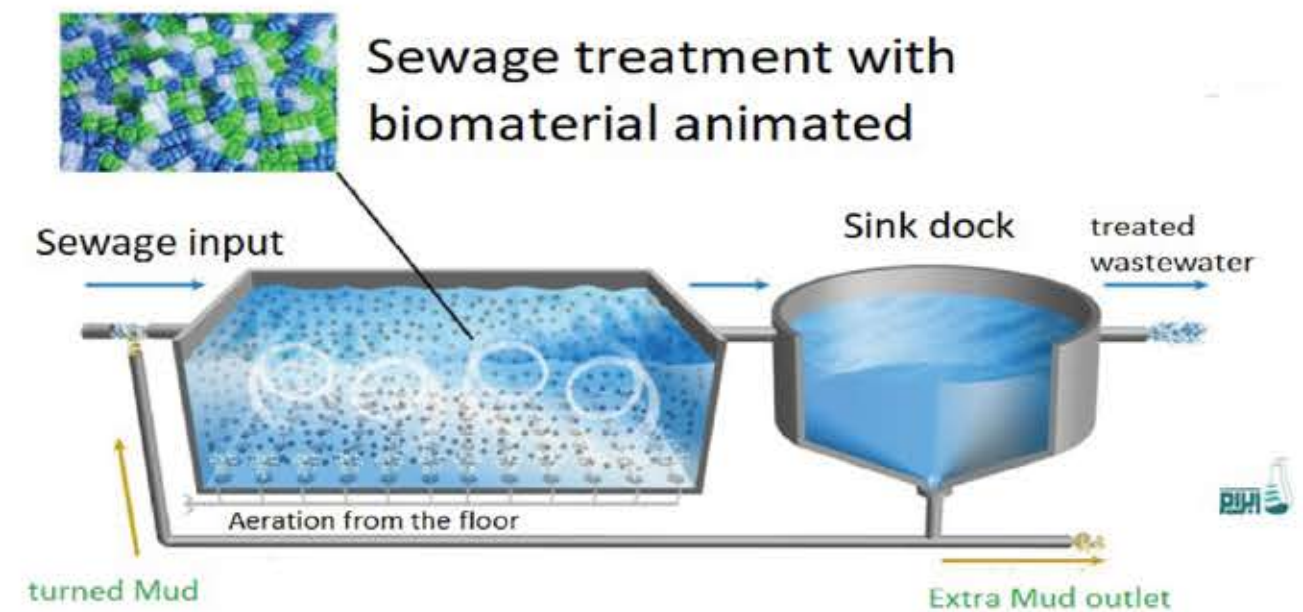 Sewage treatment with
biomaterial animated
Sewage input
Sink dock
treated
wastewater
Aeration from the floor
turned Mud
Extra Mud outlet